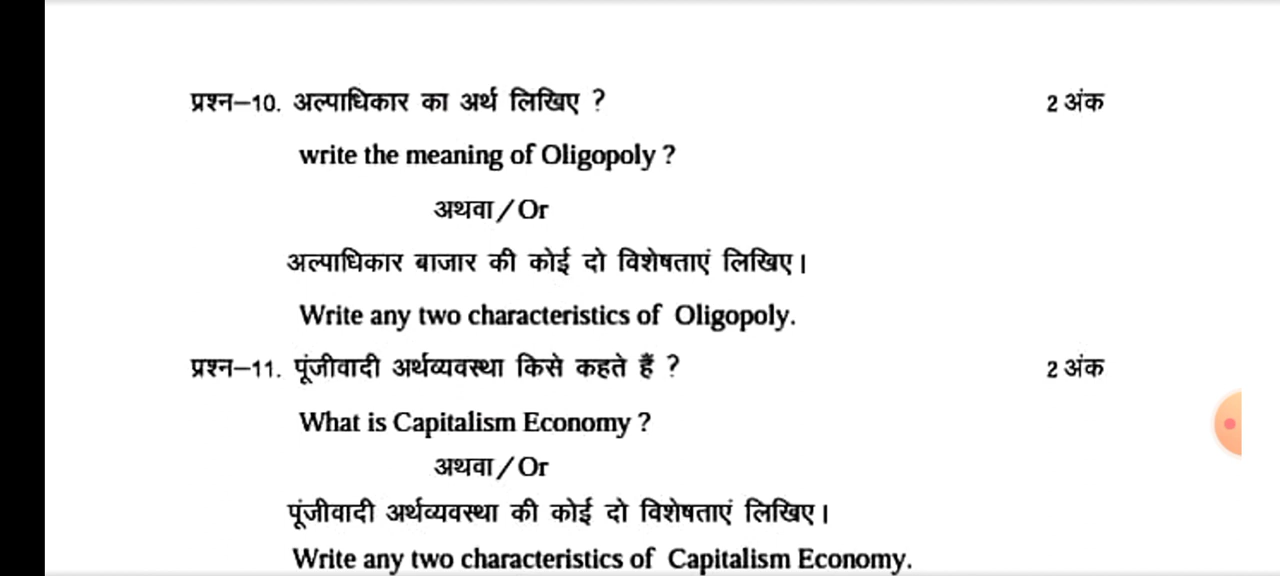 प्रश्न–10. अल्पाधिकार का अर्थ लिखिए ? 2 अंक
write the meaning of Oligopoly ?
अथवा / Or
अल्पाधिकार बाजार की कोई दो विशेषताएं लिखिए।
Write any two characteristics of Oligopoly.
प्रश्न–11. पूंजीवादी अर्थव्यवस्था किसे कहते हैं ? 2 अंक
What is Capitalism Economy ?
अथवा / Or
पूंजीवादी अर्थव्यवस्था की कोई दो विशेषताएं लिखिए।
Write any two characteristics of Capitalism Economy.